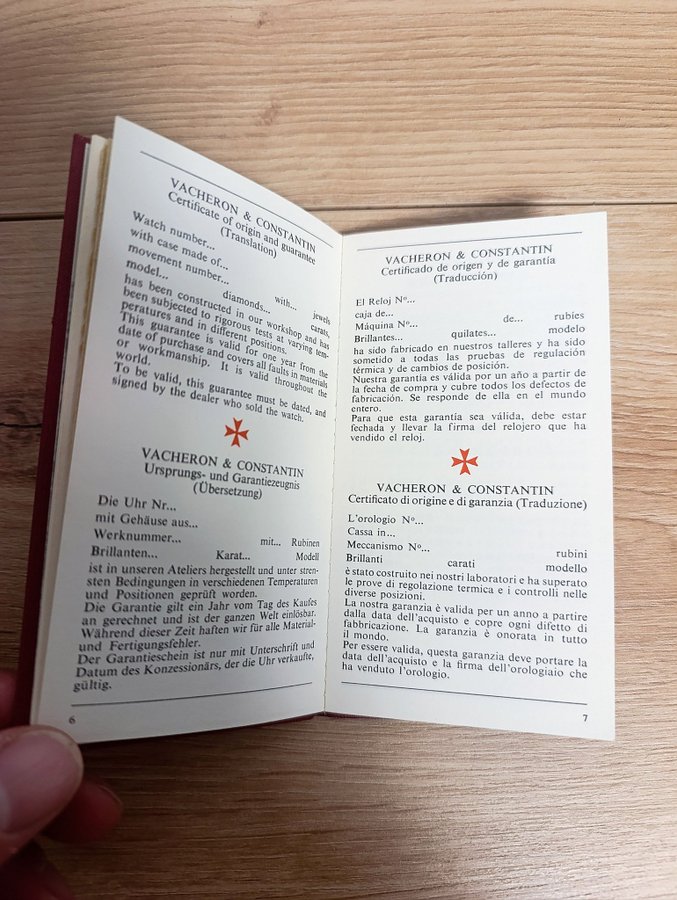 VACHERON & CONSTANTIN
Certificate of origin and guarantee
(Translation)
Watch number...
with case made of...
movement number... with... jewels
model... diamonds... carats,
has been constructed in our workshop and has
been subjected to rigorous tests at varying tem-
peratures and in different positions.
This guarantee is valid for one year from the
date of purchase and covers all faults in materials
or workmanship. It is valid throughout the
world.
To be valid, this guarantee must be dated, and
signed by the dealer who sold the watch.
VACHERON & CONSTANTIN
Ursprungs- und Garantiezeugnis
(Übersetzung)
Die Uhr Nr...
mit Gehäuse aus...
Werknummer... mit... Rubinen
Brillanten... Karat... Modell
ist in unseren Ateliers hergestellt und unter stren-
sten Bedingungen in verschiedenen Temperaturen
und Positionen geprüft worden.
Die Garantie gilt ein Jahr vom Tag des Kaufes
an gerechnet und ist der ganzen Welt einlösbar.
Während dieser Zeit haften wir für alle Material-
und Fertigungsfehler.
Der Garantieschein ist nur mit Unterschrift und
Datum des Konzessionärs, der die Uhr verkaufte,
gültig.
6
VACHERON & CONSTANTIN
Certificado de origen y de garantía
(Traducción)
El Reloj Nº...
caja de...
Máquina Nº... de... rubíes
Brillantes... quilates... modelo
ha sido fabricado en nuestros talleres y ha sido
sometido a todas las pruebas de regulación
térmica y de cambios de posición.
Nuestra garantía es válida por un año a partir de
la fecha de compra y cubre todos los defectos de
fabricación. Se responde de ella en el mundo
entero.
Para que esta garantía sea válida, debe estar
fechada y llevar la firma del relojero que ha
vendido el reloj.
VACHERON & CONSTANTIN
Certificato di origine e di garanzia (Traduzione)
L'orologio Nº...
Cassa in...
Meccanismo Nº... rubini
Brillanti carati modello
è stato costruito nei nostri laboratori e ha superato
le prove di regolazione termica e i controlli nelle
diverse posizioni.
La nostra garanzia è valida per un anno a partire
dalla data dell'acquisto e copre ogni difetto di
fabbricazione. La garanzia è onorata in tutto
il mondo.
Per essere valida, questa garanzia deve portare la
data dell'acquisto e la firma dell'orologiaio che
ha venduto l'orologio.
7